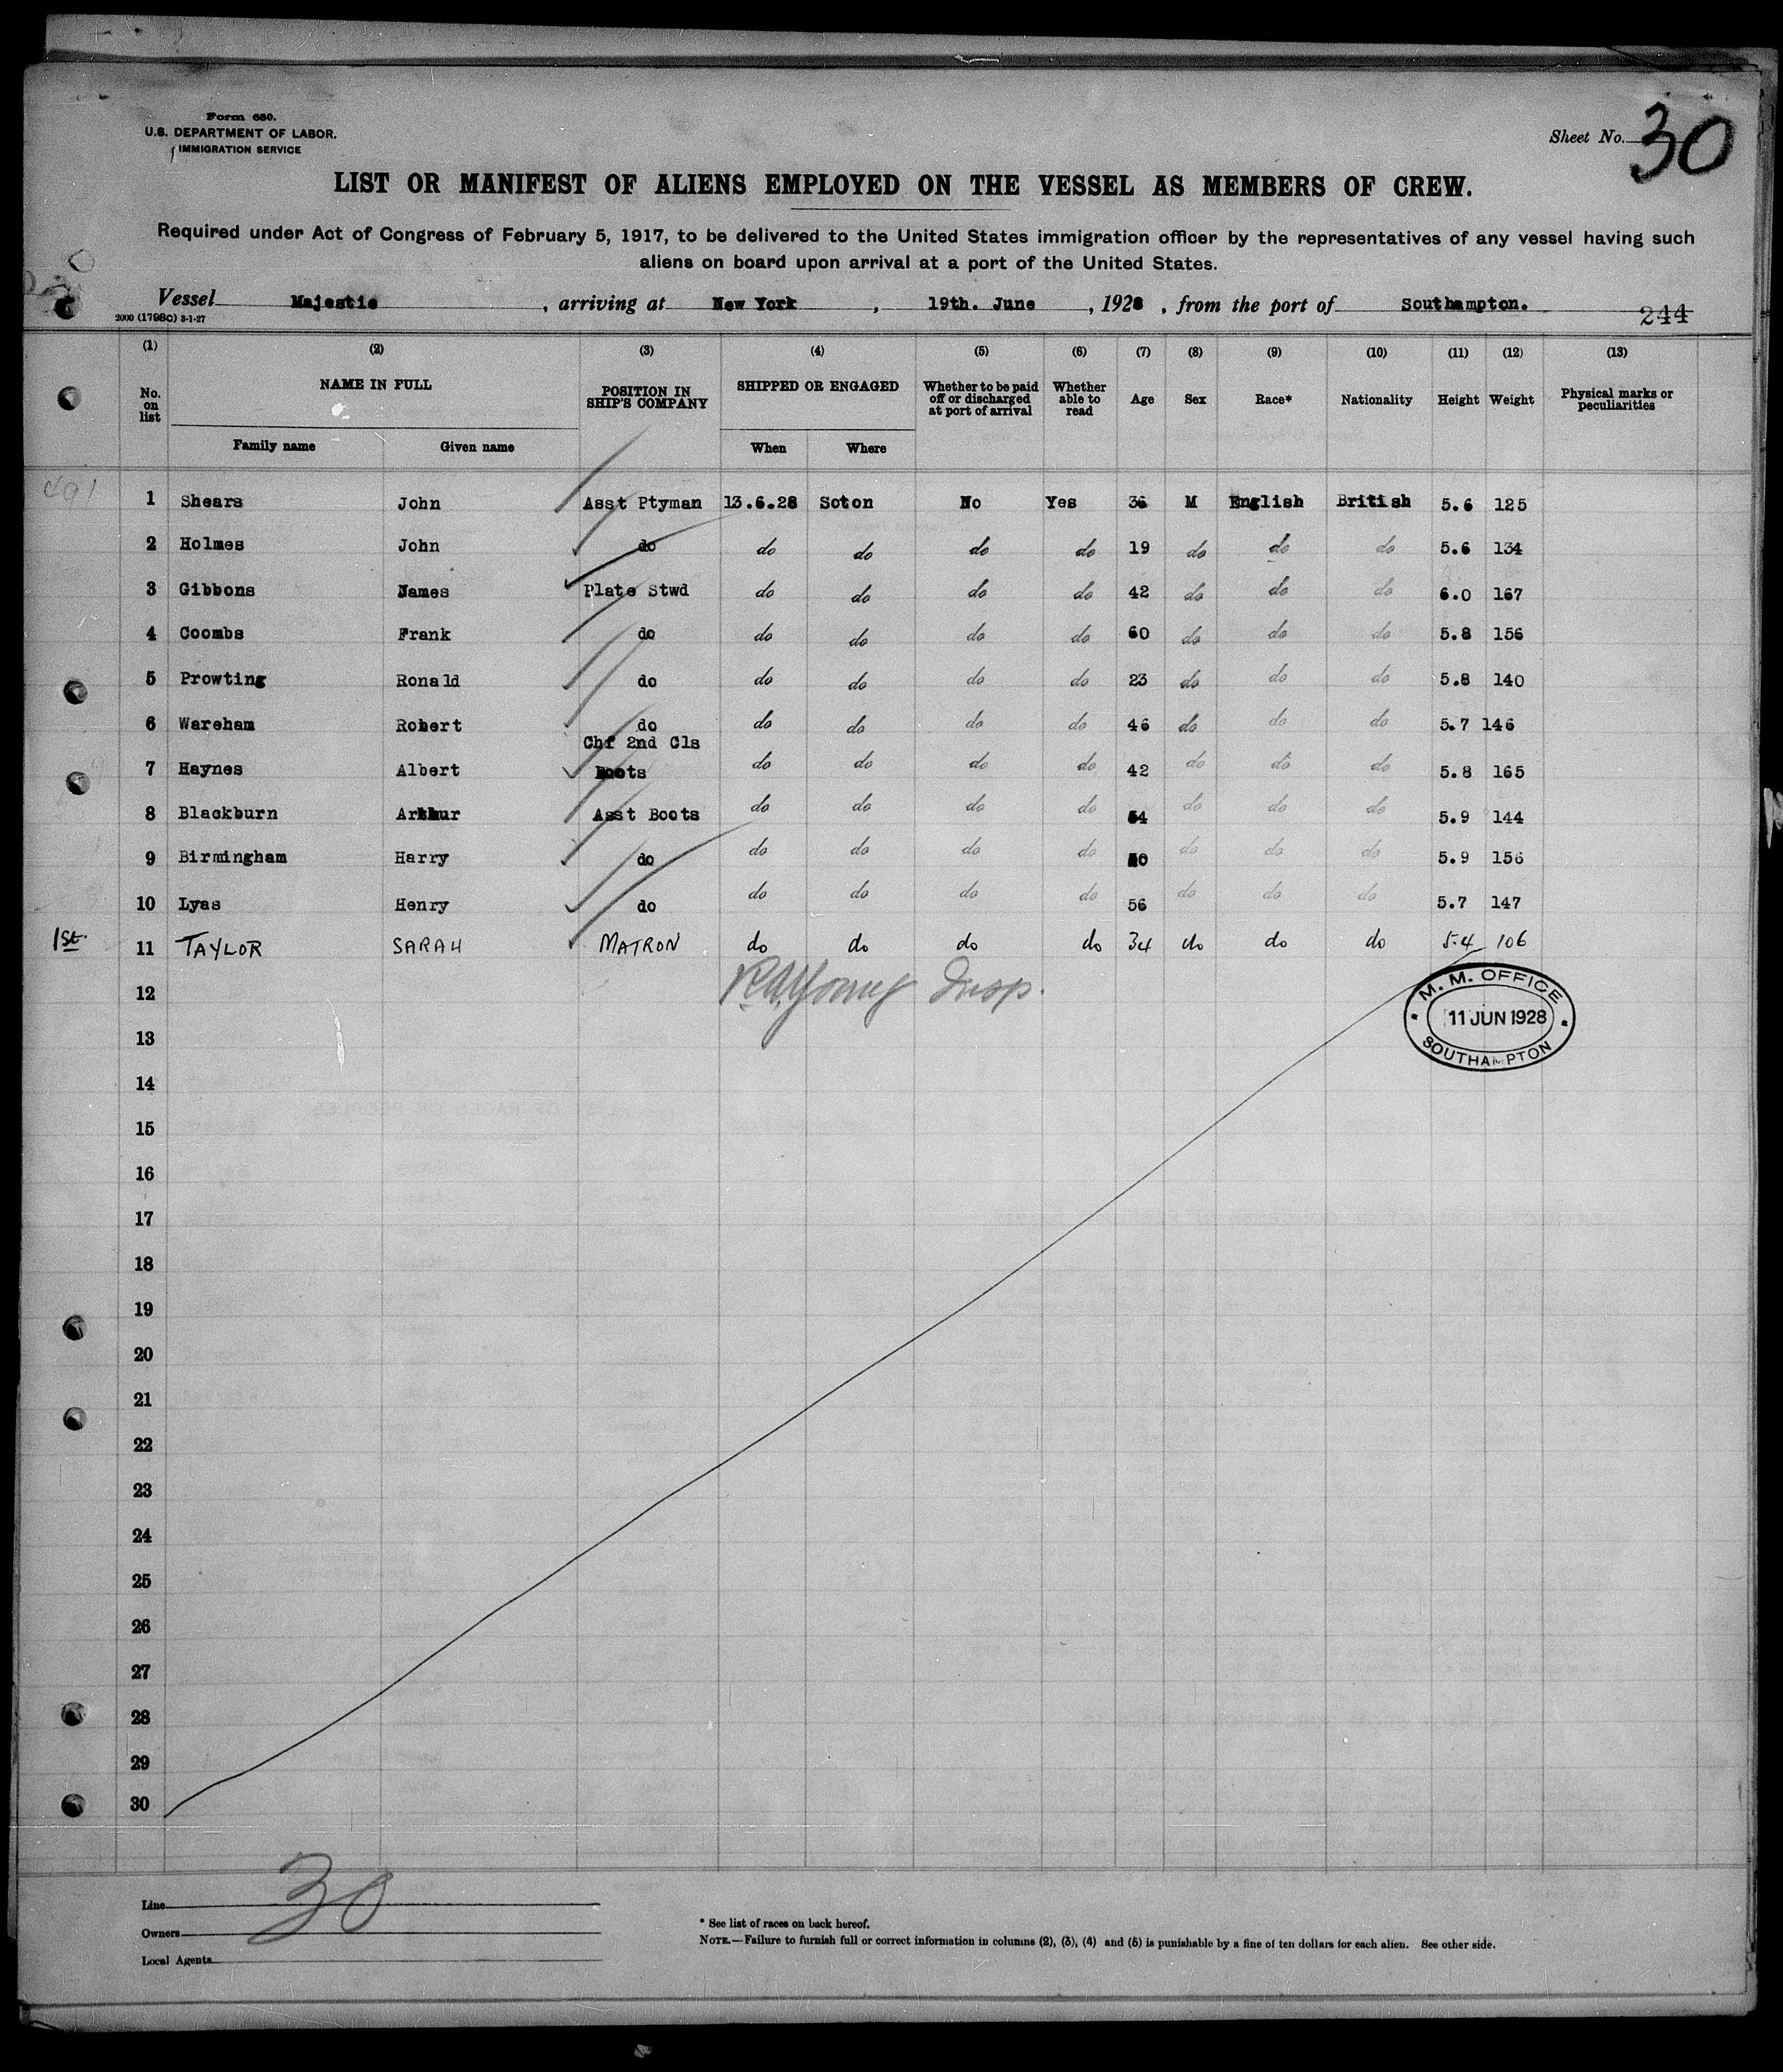 Form 680.
U.S. DEPARTMENT OF LABOR.
IMMIGRATION SERVICE
Sheet No. 30
LIST OR MANIFEST OF ALIENS EMPLOYED ON THE VESSEL AS MEMBERS OF CREW.
Required under Act of Congress of February 5, 1917, to be delivered to the United States immigration officer by the representatives of any vessel having such
aliens on board upon arrival at a port of the United States.
Vessel Majestic, arriving at New York, 19th. June, 1928, from the port of Southampton.
2000 (1798c) 3-1-27
244
(1) (2) (3) (4) (5) (6) (7) (8) (9) (10) (11) (12) (13)
No. on list NAME IN FULL POSITION IN SHIP'S COMPANY SHIPPED OR ENGAGED Whether to be paid off or discharged at port of arrival Whether able to read Age Sex Race* Nationality Height Weight Physical marks or peculiarities
Family name Given name When Where
1 Shears John Asst Ptyman 13.6.28 Soton No Yes 36 M English British 5.6 125
2 Holmes John do do do do do 19 do do do 5.6 134
3 Gibbons James Plate Stwd do do do do 42 do do do 6.0 167
4 Coombs Frank do do do do do 60 do do do 5.8 156
5 Prowting Ronald do do do do do 23 do do do 5.8 140
6 Wareham Robert do do do do do 46 do do do 5.7 146
Chf 2nd Cls
7 Haynes Albert Boots do do do do 42 do do do 5.8 165
8 Blackburn Arthur Asst Boots do do do do 54 do do do 5.9 144
9 Birmingham Harry do do do do do do do do 5.9 156
10 Lyas Henry do do do do do 56 do do do 5.7 147
1st. 11 TAYLOR SARAH MATRON do do do do 34 do do do 5.4 106
12 Insp.
M. M. OFFICE
11 JUN 1928
SOUTHAMPTON
13
14
15
16
17
18
19
20
21
22
23
24
25
26
27
28
29
30
30
Line
Owners
Local Agents
* See list of races on back hereof.
NOTE.—Failure to furnish full or correct information in columns (2), (3), (4) and (5) is punishable by a fine of ten dollars for each alien. See other side.